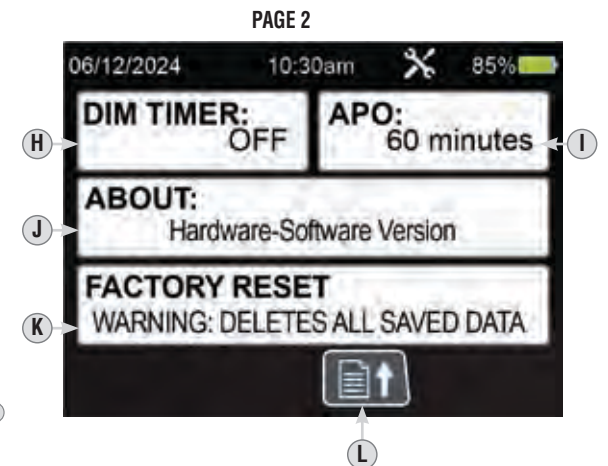 PAGE 2
06/12/2024 10:30am 85%
DIM TIMER: APO:
H OFF 60 minutes I
ABOUT:
J Hardware-Software Version
FACTORY RESET
K WARNING: DELETES ALL SAVED DATA
L